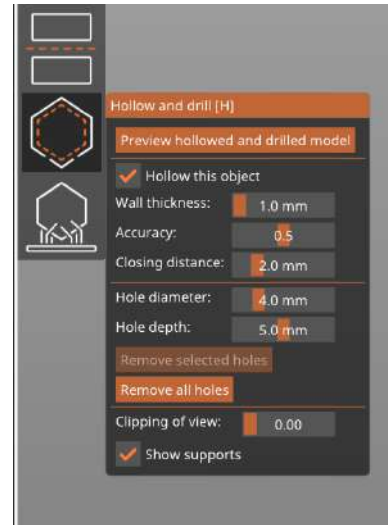 Hollow and drill [H]
Preview hollowed and drilled model
Hollow this object
Wall thickness: 1.0 mm
Accuracy: 0.5
Closing distance: 2.0 mm
Hole diameter: 4.0 mm
Hole depth: 5.0 mm
Remove selected holes
Remove all holes
Clipping of view: 0.00
Show supports